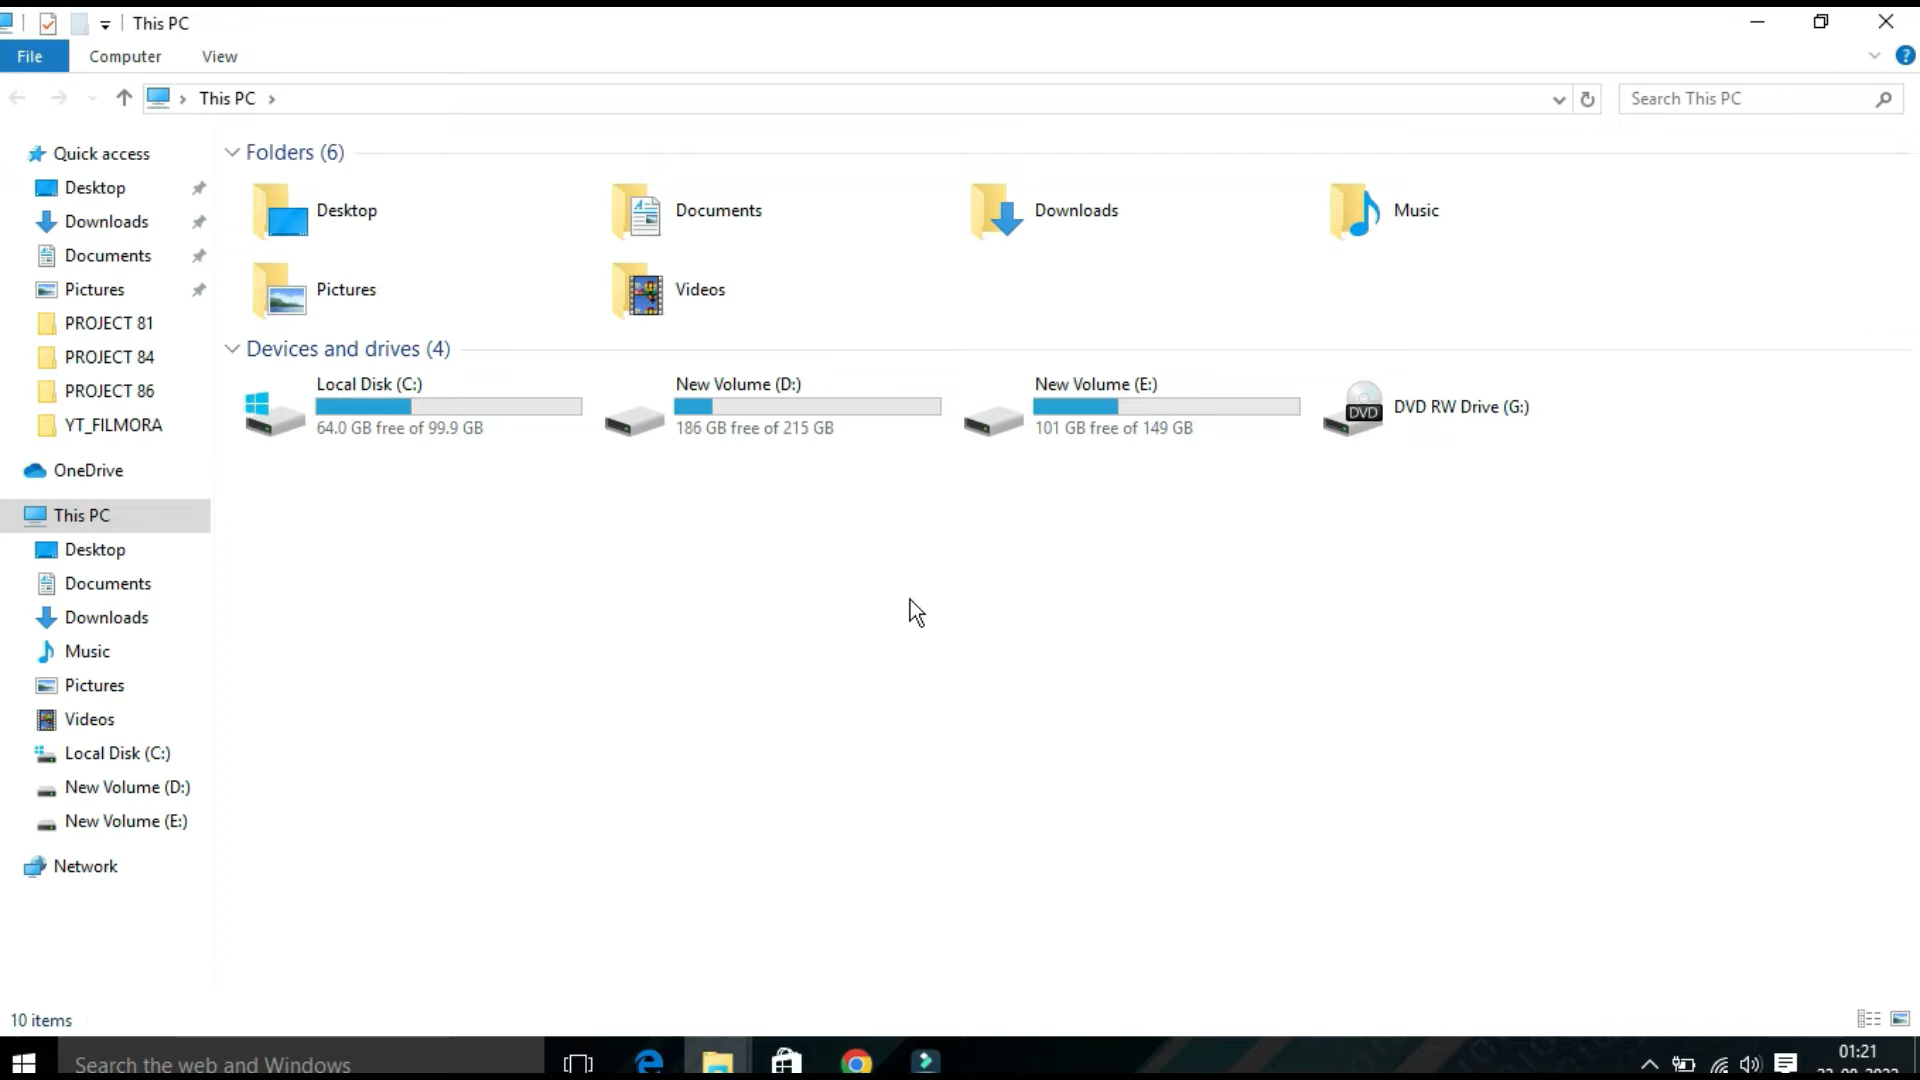 This PC
File Computer View
This PC
Search This PC
Quick access
Desktop
Downloads
Documents
Pictures
PROJECT 81
PROJECT 84
PROJECT 86
YT_FILMORA
OneDrive
This PC
Desktop
Documents
Downloads
Music
Pictures
Videos
Local Disk (C:)
New Volume (D:)
New Volume (E:)
Network
Folders (6)
Desktop
Documents
Downloads
Music
Pictures
Videos
Devices and drives (4)
Local Disk (C:)
64.0 GB free of 99.9 GB
New Volume (D:)
186 GB free of 215 GB
New Volume (E:)
101 GB free of 149 GB
DVD
DVD RW Drive (G:)
10 items
Search the web and Windows
01:21